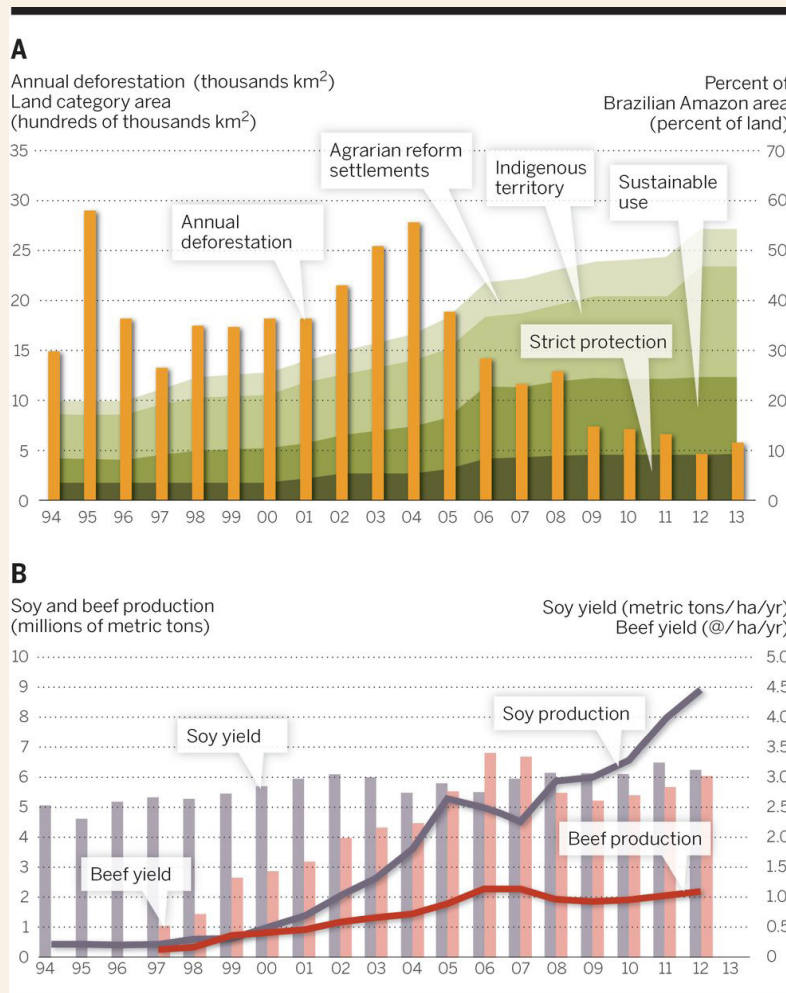 A
Annual deforestation (thousands km²)
Land category area
(hundreds of thousands km²)
Percent of
Brazilian Amazon area
(percent of land)
35
30
25
20
15
10
5
0
70
60
50
40
30
20
10
0
Agrarian reform
settlements
Indigenous
territory
Sustainable
use
Annual
deforestation
Strict protection
94 95 96 97 98 99 00 01 02 03 04 05 06 07 08 09 10 11 12 13
B
Soy and beef production
(millions of metric tons)
Soy yield (metric tons/ha/yr)
Beef yield (@/ha/yr)
10
9
8
7
6
5
4
3
2
1
0
5.0
4.5
4.0
3.5
3.0
2.5
2.0
1.5
1.0
0.5
0
Soy production
Soy yield
Beef production
Beef yield
94 95 96 97 98 99 00 01 02 03 04 05 06 07 08 09 10 11 12 13